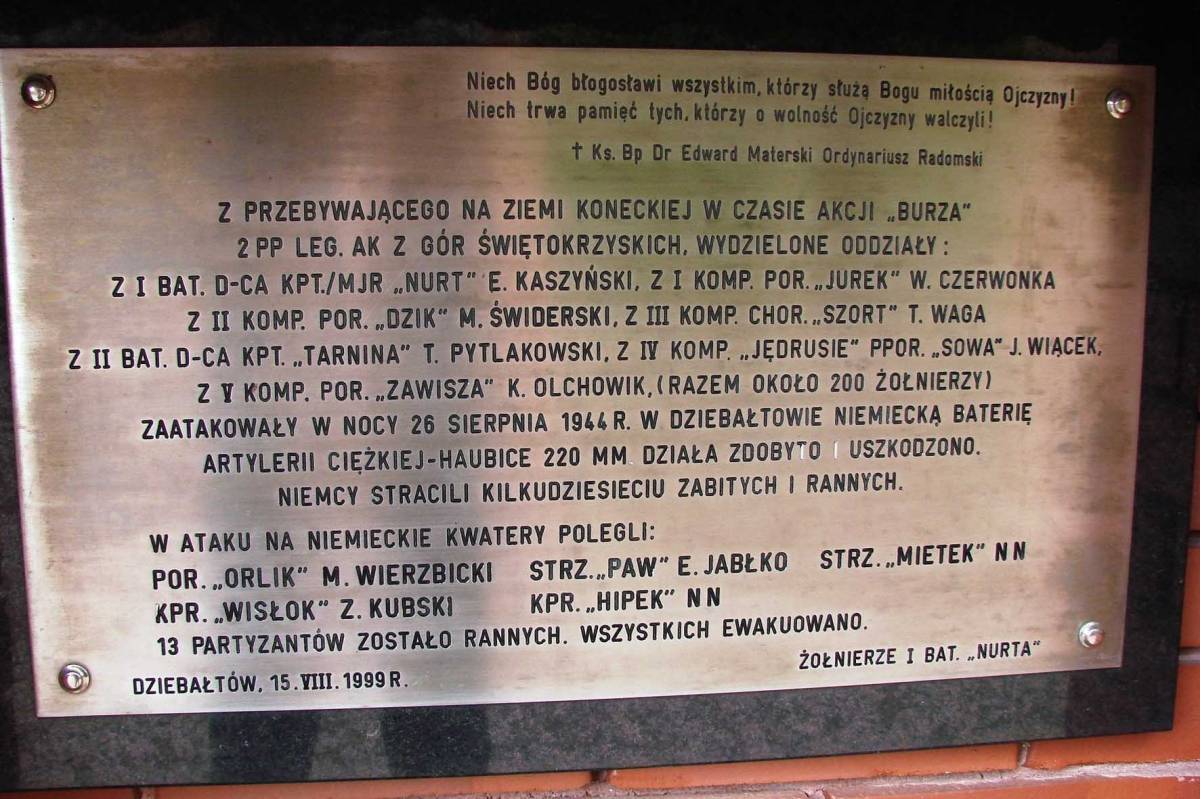 Niech Bóg błogosławi wszystkim, którzy służą Bogu miłością Ojczyzny!
Niech trwa pamięć tych, którzy o wolność Ojczyzny walczyli!
† Ks. Bp Dr Edward Materski Ordynariusz Radomski
Z PRZEBYWAJĄCEGO NA ZIEMI KONECKIEJ W CZASIE AKCJI „BURZA"
2 PP LEG. AK Z GÓR ŚWIĘTOKRZYSKICH, WYDZIELONE ODDZIAŁY:
Z I BAT. D-CA KPT./MJR „NURT" E. KASZYŃSKI, Z I KOMP. POR. „JUREK" W. CZERWONKA
Z II KOMP. POR. „DZIK" M. ŚWIDERSKI, Z III KOMP. CHOR. „SZORT" T. WAGA
Z II BAT. D-CA KPT. „TARNINA" T. PYTLAKOWSKI, Z IV KOMP. „JĘDRUSIE" PPOR. „SOWA" J. WIĄCEK,
Z V KOMP. POR. „ZAWISZA" K. OLCHOWIK, (RAZEM OKOŁO 200 ŻOŁNIERZY)
ZAATAKOWAŁY W NOCY 26 SIERPNIA 1944 R. W DZIEBAŁTOWIE NIEMIECKĄ BATERIĘ
ARTYLERII CIĘŻKIEJ-HAUBICE 220 MM. DZIAŁA ZDOBYTO I USZKODZONO.
NIEMCY STRACILI KILKUDZIESIECIU ZABITYCH I RANNYCH.
W ATAKU NA NIEMIECKIE KWATERY POLEGLI:
POR. „ORLIK" M. WIERZBICKI STRZ. „PAW" E. JABŁKO STRZ. „MIETEK" NN
KPR. „WISŁOK" Z. KUBSKI KPR. „HIPEK" NN
13 PARTYZANTÓW ZOSTAŁO RANNYCH. WSZYSTKICH EWAKUOWANO.
ŻOŁNIERZE I BAT. „NURTA"
DZIEBAŁTÓW, 15. VIII. 1999 R.